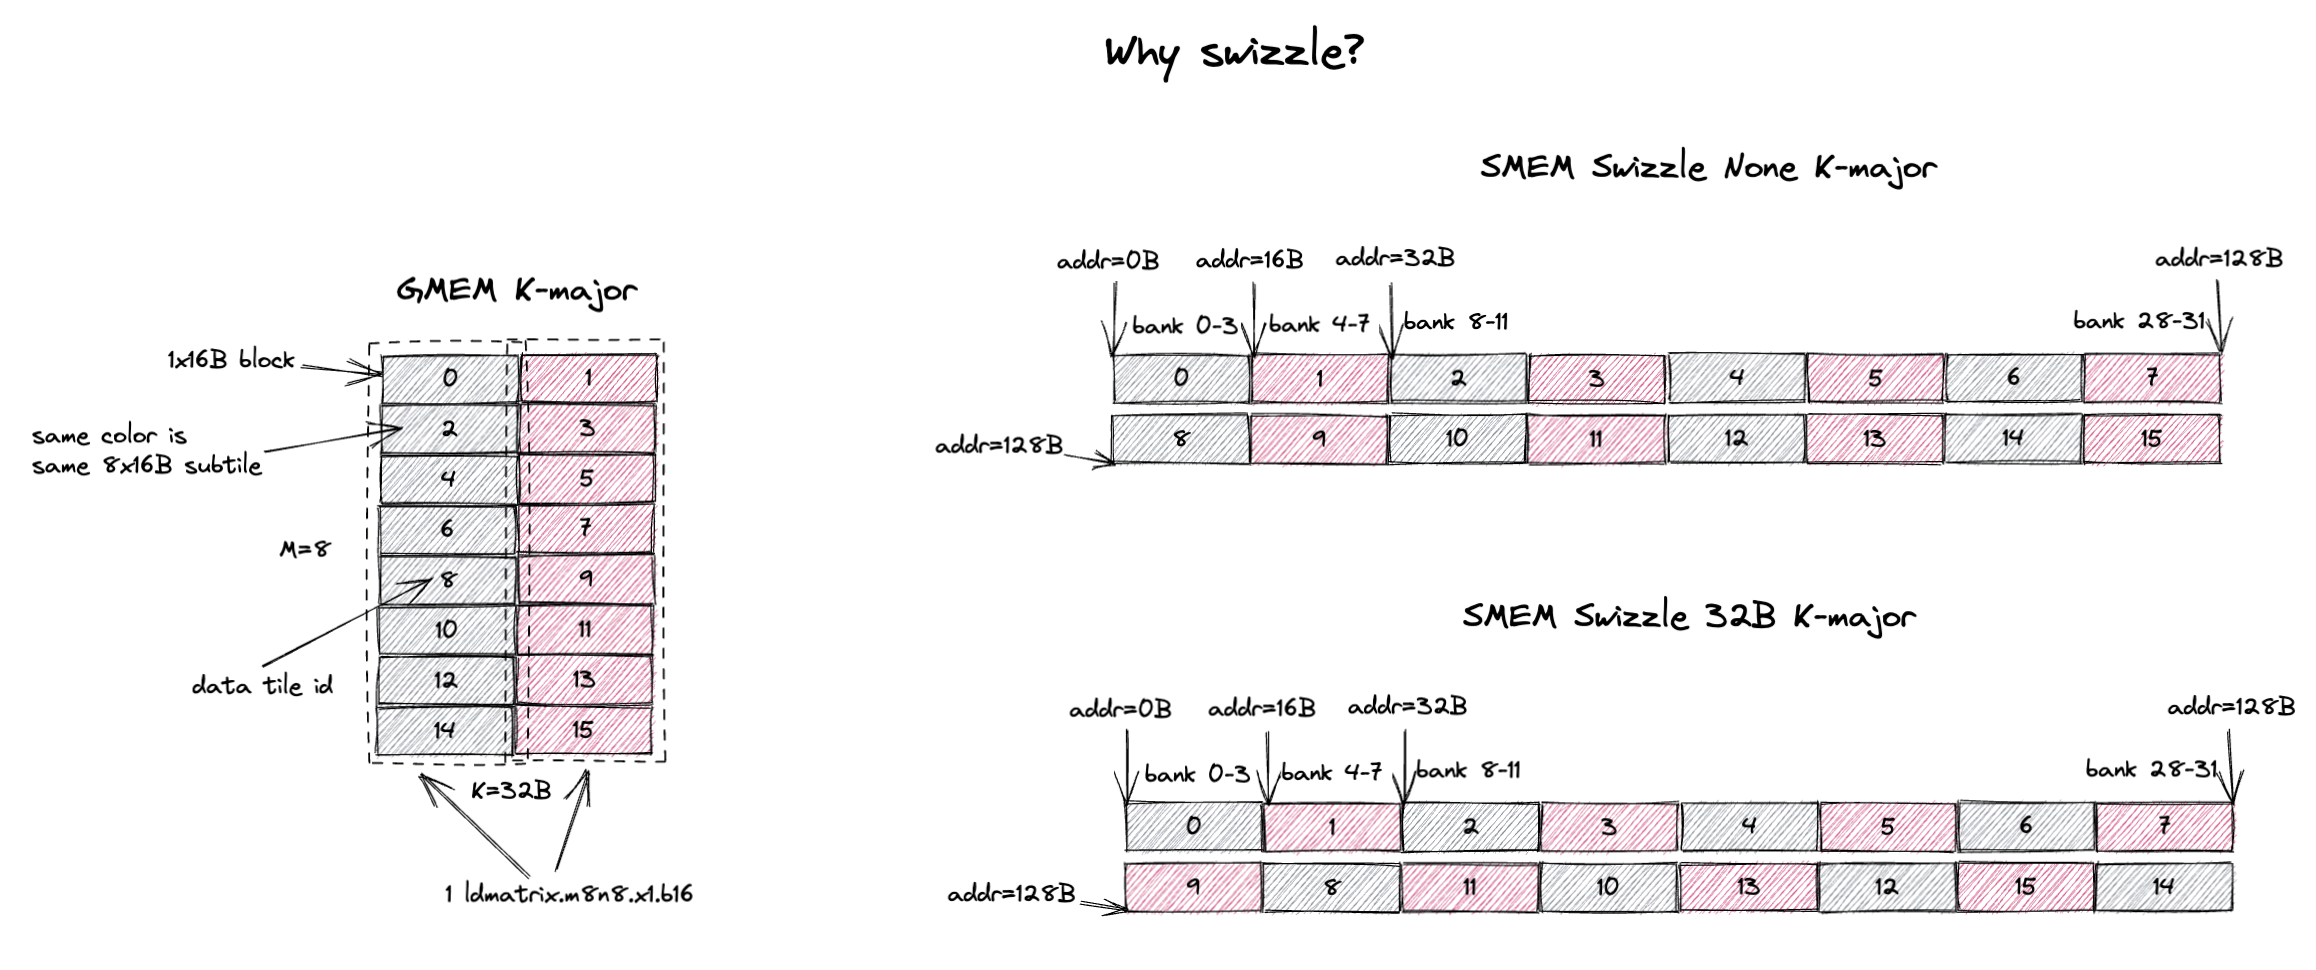 Why swizzle?
GMEM K-major
1x16B block
0 1
2 3
same color is
same 8x16B subtile
4 5
6 7
M=8
8 9
10 11
data tile id
12 13
14 15
K=32B
1 ldmatrix.m8n8.x1.b16
SMEM Swizzle None K-major
addr=0B addr=16B addr=32B addr=128B
bank 0-3 bank 4-7 bank 8-11 bank 28-31
0 1 2 3 4 5 6 7
addr=128B
8 9 10 11 12 13 14 15
SMEM Swizzle 32B K-major
addr=0B addr=16B addr=32B addr=128B
bank 0-3 bank 4-7 bank 8-11 bank 28-31
0 1 2 3 4 5 6 7
addr=128B
9 8 11 10 13 12 15 14